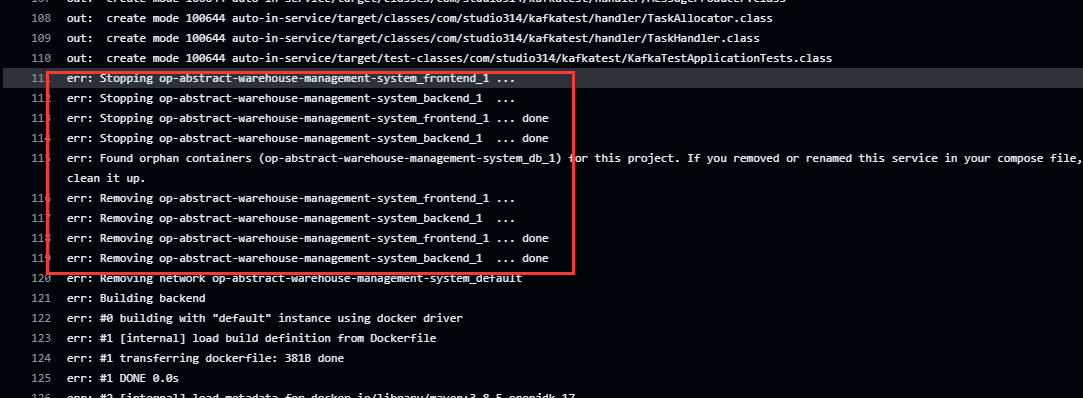 out:  create mode 100644 auto-in-service/target/classes/com/studio314/kafkatest/handler/MessageProducer.class
108 out:  create mode 100644 auto-in-service/target/classes/com/studio314/kafkatest/handler/TaskAllocator.class
109 out:  create mode 100644 auto-in-service/target/classes/com/studio314/kafkatest/handler/TaskHandler.class
110 out:  create mode 100644 auto-in-service/target/test-classes/com/studio314/kafkatest/KafkaTestApplicationTests.class
111 err: Stopping op-abstract-warehouse-management-system_frontend_1 ...
112 err: Stopping op-abstract-warehouse-management-system_backend_1  ...
113 err: Stopping op-abstract-warehouse-management-system_frontend_1 ... done
114 err: Stopping op-abstract-warehouse-management-system_backend_1  ... done
115 err: Found orphan containers (op-abstract-warehouse-management-system_db_1) for this project. If you removed or renamed this service in your compose file,
clean it up.
116 err: Removing op-abstract-warehouse-management-system_frontend_1 ...
117 err: Removing op-abstract-warehouse-management-system_backend_1  ...
118 err: Removing op-abstract-warehouse-management-system_frontend_1 ... done
119 err: Removing op-abstract-warehouse-management-system_backend_1  ... done
120 err: Removing network op-abstract-warehouse-management-system_default
121 err: Building backend
122 err: #0 building with "default" instance using docker driver
123 err: #1 [internal] load build definition from Dockerfile
124 err: #1 transferring dockerfile: 381B done
125 err: #1 DONE 0.0s
126 err: #2 [internal] load metadata for docker.io/library/maven:3.8.5-openjdk-17